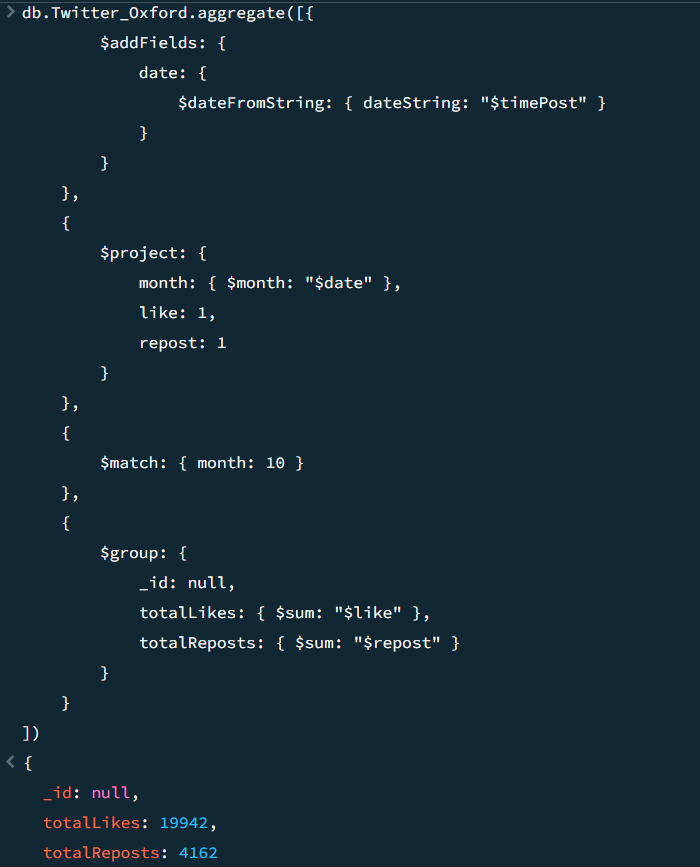 > db.Twitter_Oxford.aggregate([{
        $addFields: {
            date: {
                $dateFromString: { dateString: "$timePost" }
            }
        }
    },
    {
        $project: {
            month: { $month: "$date" },
            like: 1,
            repost: 1
        }
    },
    {
        $match: { month: 10 }
    },
    {
        $group: {
            _id: null,
            totalLikes: { $sum: "$like" },
            totalReposts: { $sum: "$repost" }
        }
    }
])
< {
  _id: null,
  totalLikes: 19942,
  totalReposts: 4162